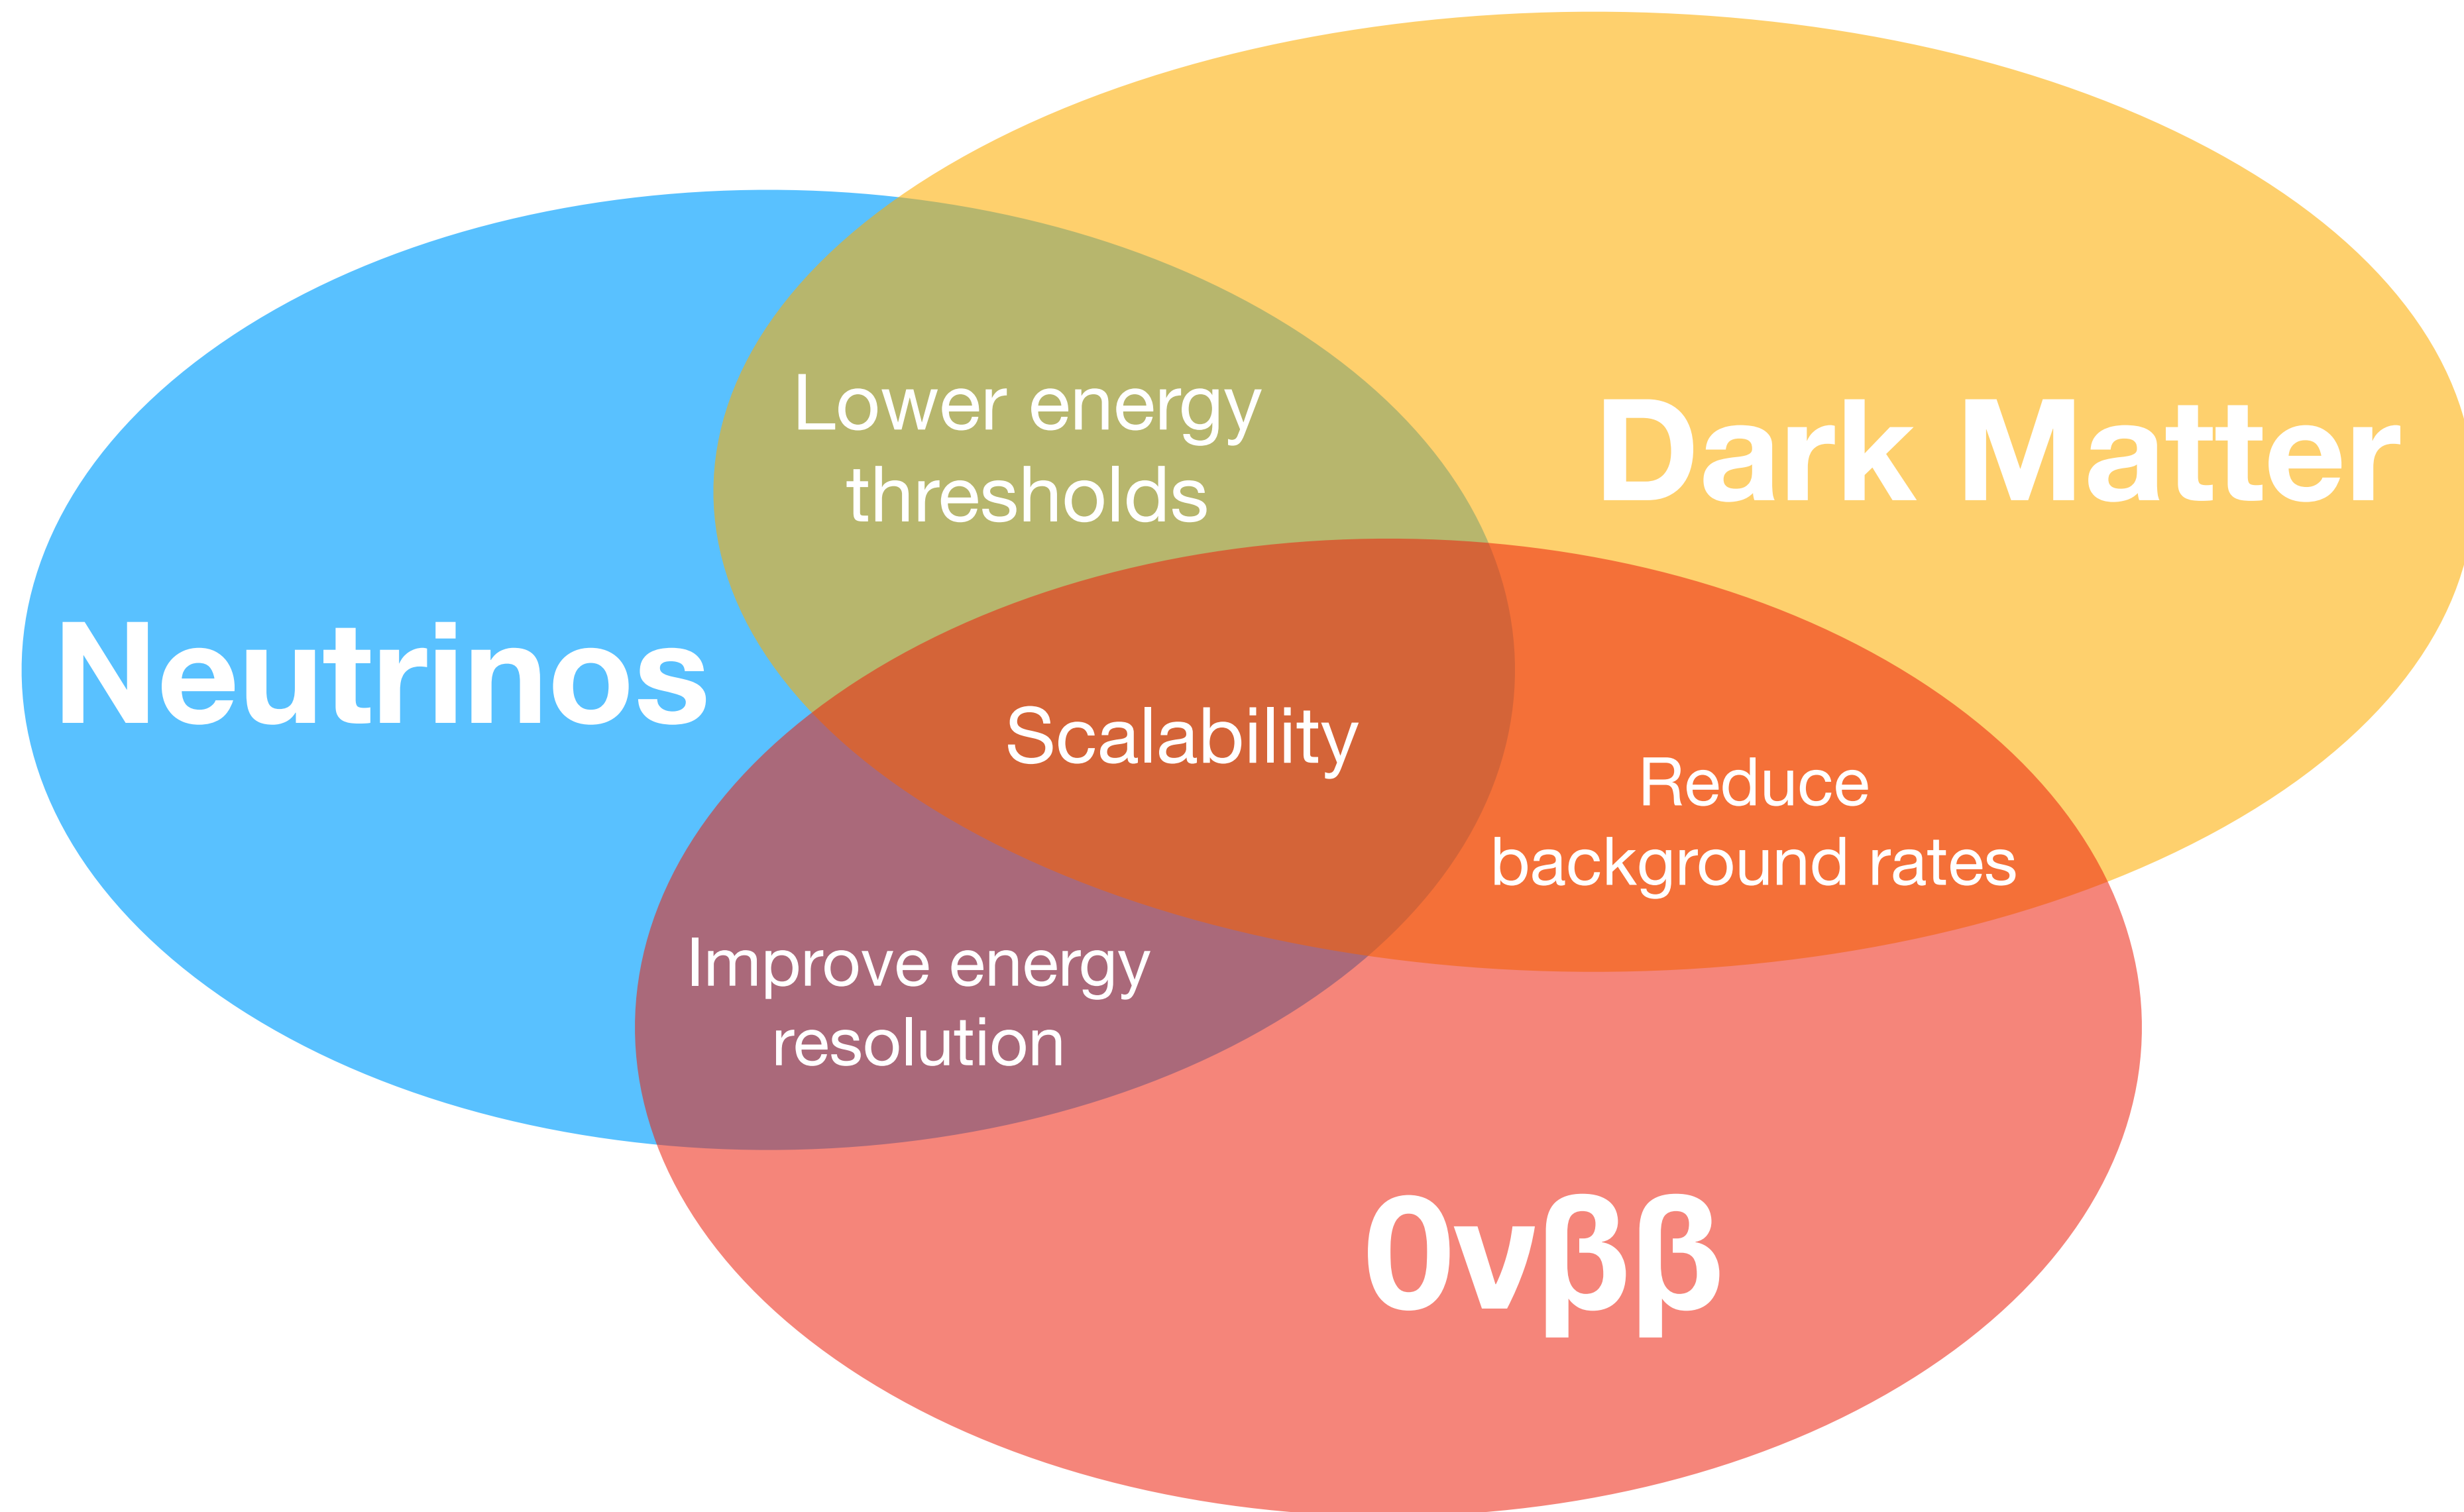 Lower energy
thresholds
Dark Matter
Neutrinos
Scalability
Reduce
background rates
Improve energy
resolution
0νββ